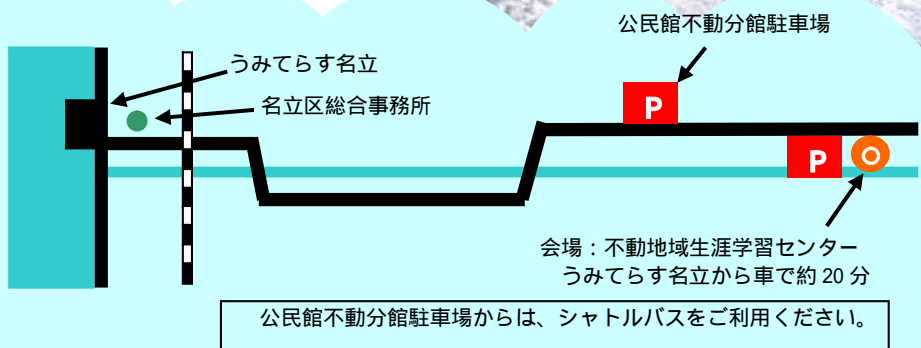 公民館不動分館駐車場
うみてらす名立
名立区総合事務所
P
P
会場：不動地域生涯学習センター
うみてらす名立から車で約20分
公民館不動分館駐車場からは、シャトルバスをご利用ください。